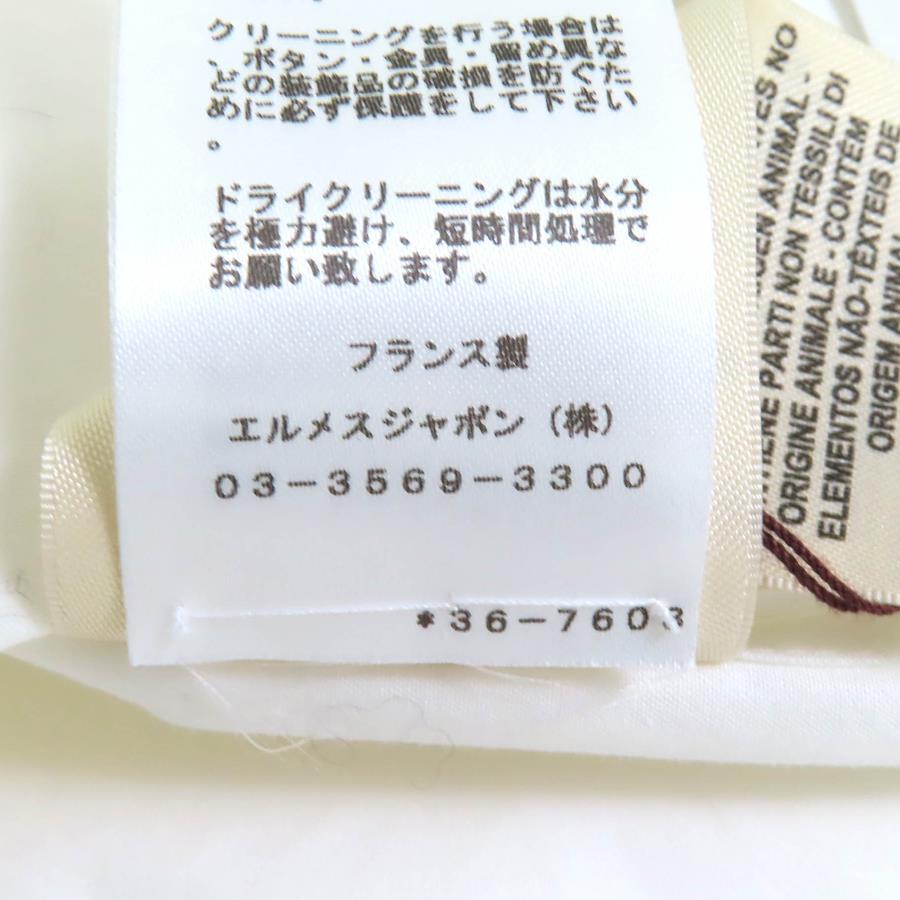 クリーニングを行う場合は
、ボタン・金具・留め具な
どの装飾品の破損を防ぐた
めに必ず保護をして下さい
。
ドライクリーニングは水分
を極力避け、短時間処理で
お願い致します。
フランス製
エルメスジャポン（株）
03-3569-3300
*36-7603
NO
ANIMAL -
PARTI NON TESSILI DI
ORIGINE ANIMALE - CONTÉM
ELEMENTOS NÃO-TÊXTEIS DE
ORIGEM